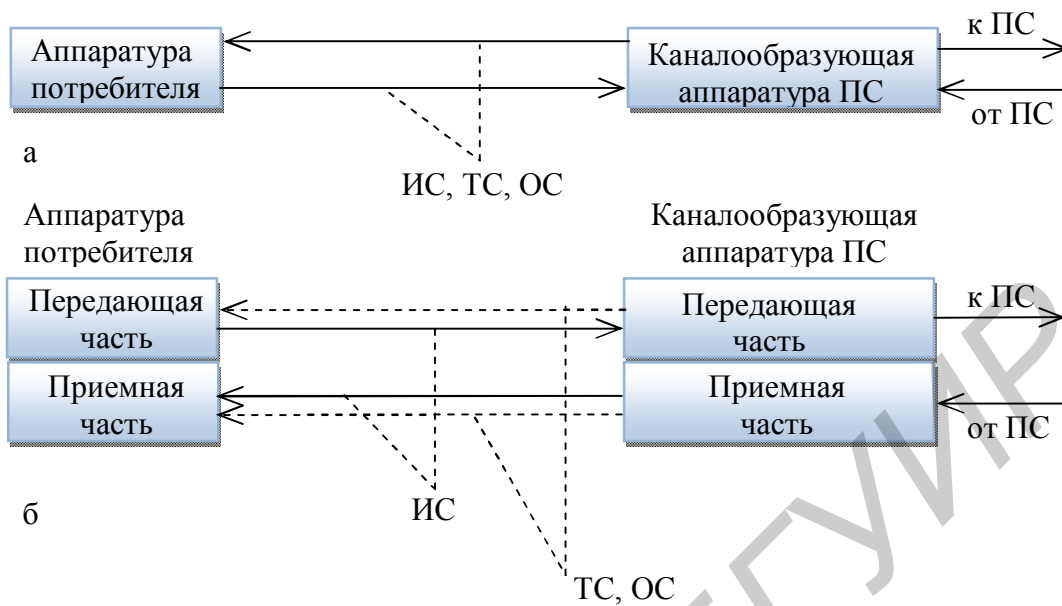 Аппаратура
потребителя
Каналообразующая
аппаратура ПС
к ПС
от ПС
а
ИС, ТС, ОС
Аппаратура
потребителя
Каналообразующая
аппаратура ПС
Передающая
часть
Передающая
часть
к ПС
Приемная
часть
Приемная
часть
от ПС
ИС
б
ТС, ОС
ГУИР